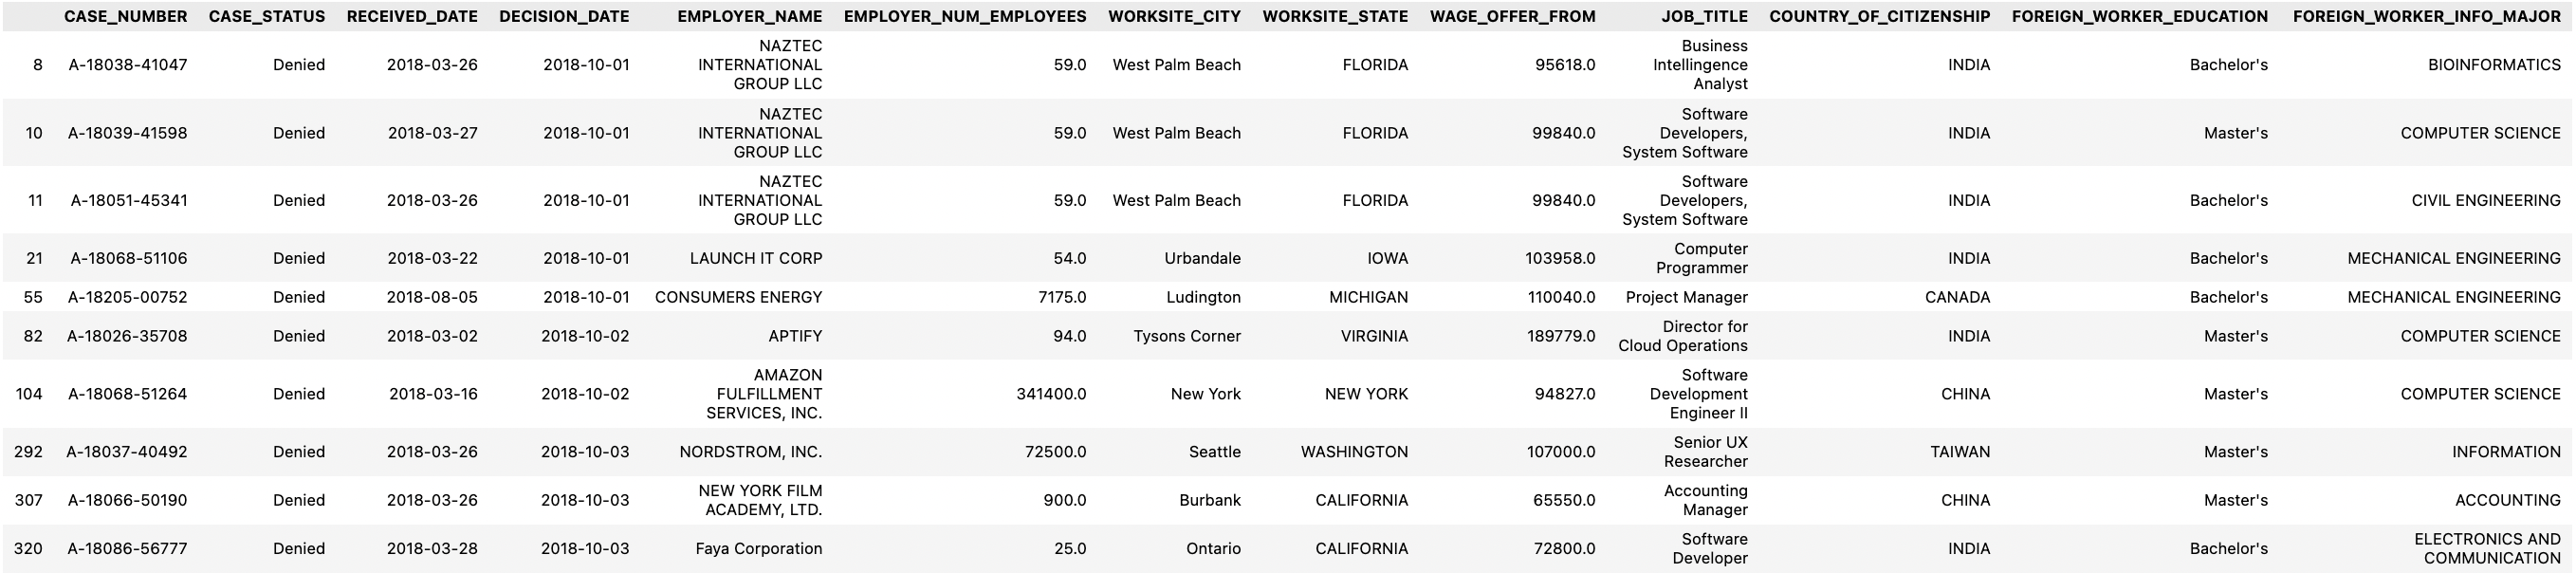 CASE_NUMBER CASE_STATUS RECEIVED_DATE DECISION_DATE EMPLOYER_NAME EMPLOYER_NUM_EMPLOYEES WORKSITE_CITY WORKSITE_STATE WAGE_OFFER_FROM JOB_TITLE COUNTRY_OF_CITIZENSHIP FOREIGN_WORKER_EDUCATION FOREIGN_WORKER_INFO_MAJOR
8 A-18038-41047 Denied 2018-03-26 2018-10-01 NAZTEC INTERNATIONAL GROUP LLC 59.0 West Palm Beach FLORIDA 95618.0 Business Intellingence Analyst INDIA Bachelor's BIOINFORMATICS
10 A-18039-41598 Denied 2018-03-27 2018-10-01 NAZTEC INTERNATIONAL GROUP LLC 59.0 West Palm Beach FLORIDA 99840.0 Software Developers, System Software INDIA Master's COMPUTER SCIENCE
11 A-18051-45341 Denied 2018-03-26 2018-10-01 NAZTEC INTERNATIONAL GROUP LLC 59.0 West Palm Beach FLORIDA 99840.0 Software Developers, System Software INDIA Bachelor's CIVIL ENGINEERING
21 A-18068-51106 Denied 2018-03-22 2018-10-01 LAUNCH IT CORP 54.0 Urbandale IOWA 103958.0 Computer Programmer INDIA Bachelor's MECHANICAL ENGINEERING
55 A-18205-00752 Denied 2018-08-05 2018-10-01 CONSUMERS ENERGY 7175.0 Ludington MICHIGAN 110040.0 Project Manager CANADA Bachelor's MECHANICAL ENGINEERING
82 A-18026-35708 Denied 2018-03-02 2018-10-02 APTIFY 94.0 Tysons Corner VIRGINIA 189779.0 Director for Cloud Operations INDIA Master's COMPUTER SCIENCE
104 A-18068-51264 Denied 2018-03-16 2018-10-02 AMAZON FULFILLMENT SERVICES, INC. 341400.0 New York NEW YORK 94827.0 Software Development Engineer II CHINA Master's COMPUTER SCIENCE
292 A-18037-40492 Denied 2018-03-26 2018-10-03 NORDSTROM, INC. 72500.0 Seattle WASHINGTON 107000.0 Senior UX Researcher TAIWAN Master's INFORMATION
307 A-18066-50190 Denied 2018-03-26 2018-10-03 NEW YORK FILM ACADEMY, LTD. 900.0 Burbank CALIFORNIA 65550.0 Accounting Manager CHINA Master's ACCOUNTING
320 A-18086-56777 Denied 2018-03-28 2018-10-03 Faya Corporation 25.0 Ontario CALIFORNIA 72800.0 Software Developer INDIA Bachelor's ELECTRONICS AND COMMUNICATION